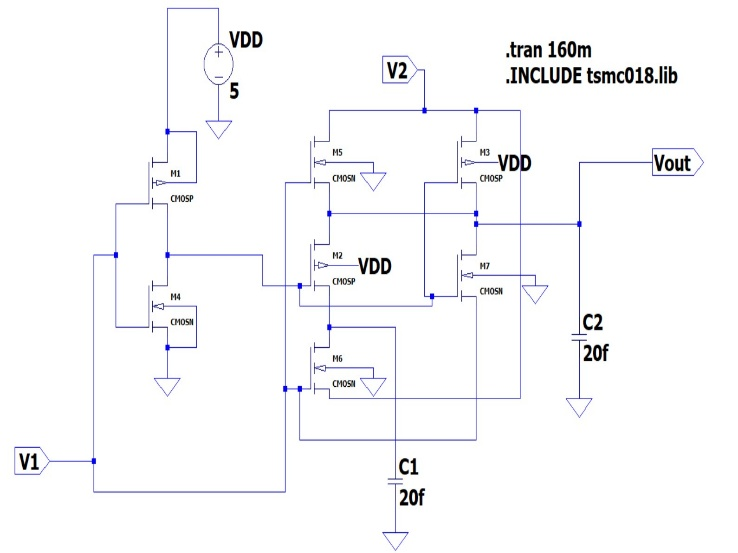 VDD
5
V2
.tran 160m
.INCLUDE tsmc018.lib
M1
CMOSP
M5
CMOSN
M3
VDD
CMOSP
Vout
M4
CMOSN
M2
VDD
CMOSP
M7
CMOSN
M6
CMOSN
C2
20f
V1
C1
20f